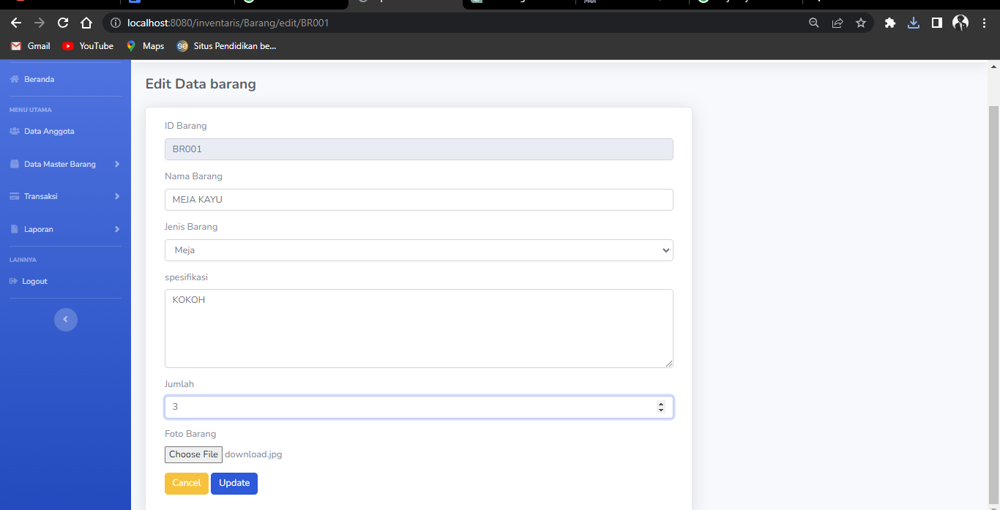 localhost:8080/inventaris/Barang/edit/BR001
Gmail YouTube Maps Situs Pendidikan be...
Beranda
MENU UTAMA
Data Anggota
Data Master Barang
Transaksi
Laporan
LAINNYA
Logout
Edit Data barang
ID Barang
BR001
Nama Barang
MEJA KAYU
Jenis Barang
Meja
spesifikasi
KOKOH
Jumlah
3
Foto Barang
Choose File download.jpg
Cancel Update